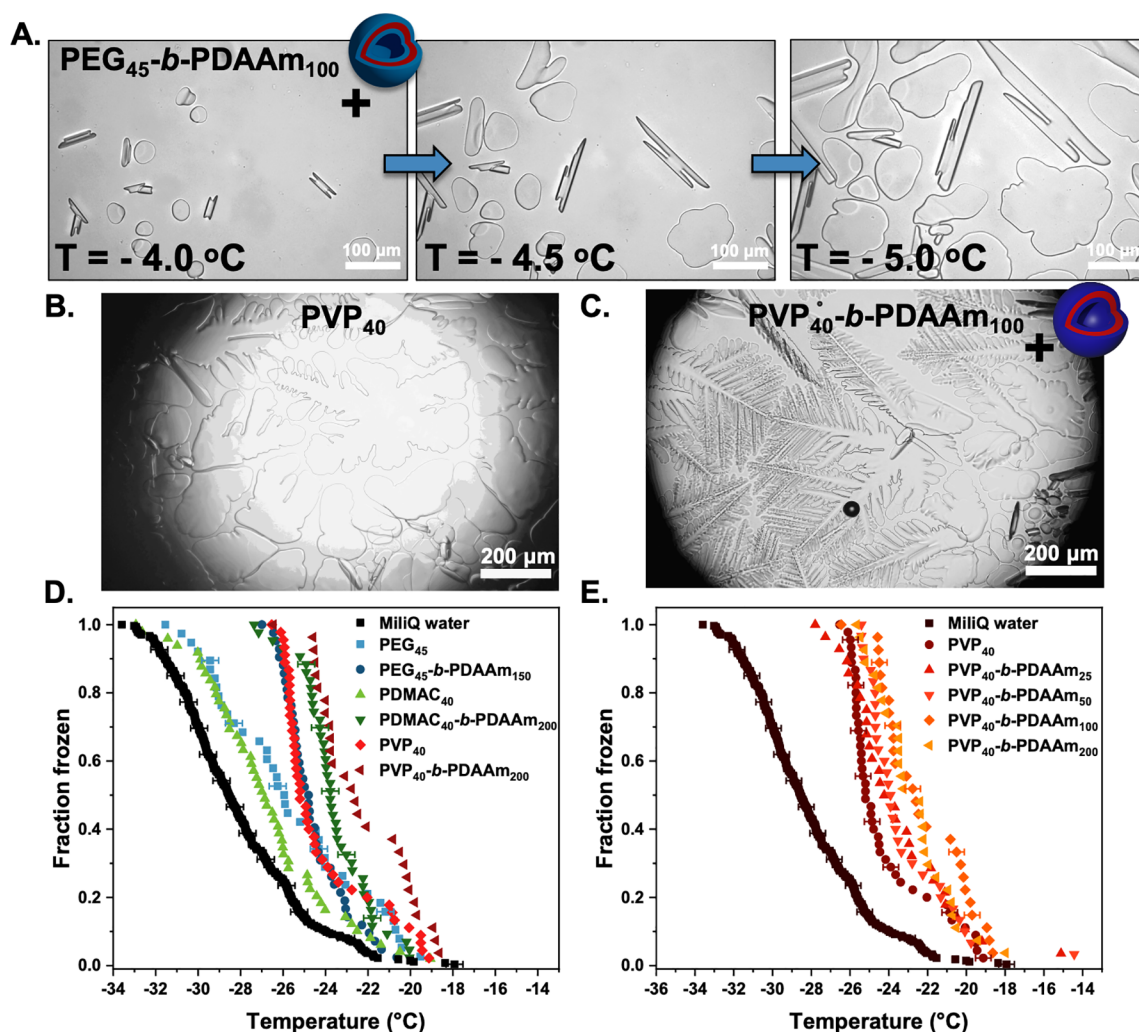 A.
PEG₄₅-b-PDAAm₁₀₀
+
T = - 4.0 ᵒC
100 µm
T = - 4.5 ᵒC
100 µm
T = - 5.0 ᵒC
100 µm
B.
PVP₄₀
200 µm
C.
PVP₄₀-b-PDAAm₁₀₀
+
200 µm
D.
Fraction frozen
1.0
0.8
0.6
0.4
0.2
0.0
MiliQ water
PEG₄₅
PEG₄₅-b-PDAAm₁₅₀
PDMAC₄₀
PDMAC₄₀-b-PDAAm₂₀₀
PVP₄₀
PVP₄₀-b-PDAAm₂₀₀
-34 -32 -30 -28 -26 -24 -22 -20 -18
Temperature (°C)
E.
Fraction frozen
1.0
0.8
0.6
0.4
0.2
0.0
MiliQ water
PVP₄₀
PVP₄₀-b-PDAAm₂₅
PVP₄₀-b-PDAAm₅₀
PVP₄₀-b-PDAAm₁₀₀
PVP₄₀-b-PDAAm₂₀₀
-36 -34 -32 -30 -28 -26 -24 -22 -20 -18 -16 -14
Temperature (°C)